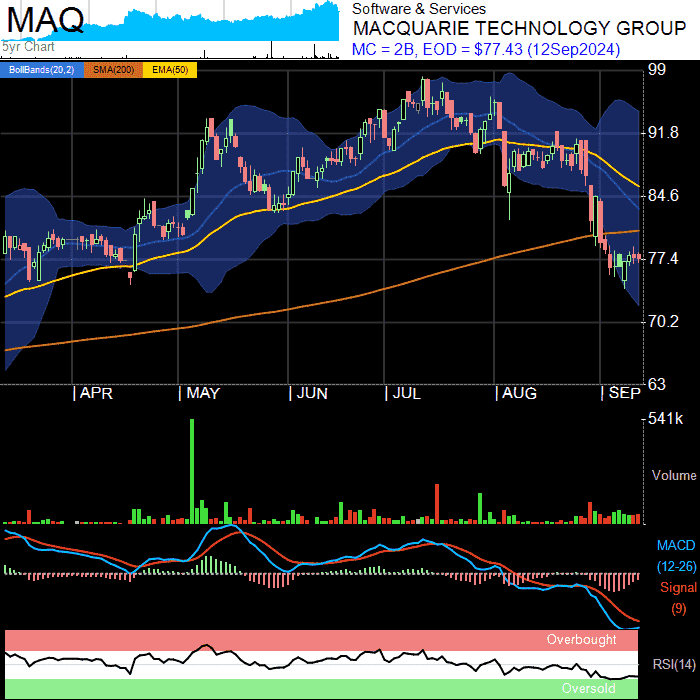 MAQ
Software & Services
MACQUARIE TECHNOLOGY GROUP
MC = 2B, EOD = $77.43 (12Sep2024)
5yr Chart
BollBands(20,2) SMA(200) EMA(50)
99
91.8
84.6
77.4
70.2
63
APR MAY JUN JUL AUG SEP
541k
Volume
MACD
(12-26)
Signal
(9)
Overbought
RSI(14)
Oversold